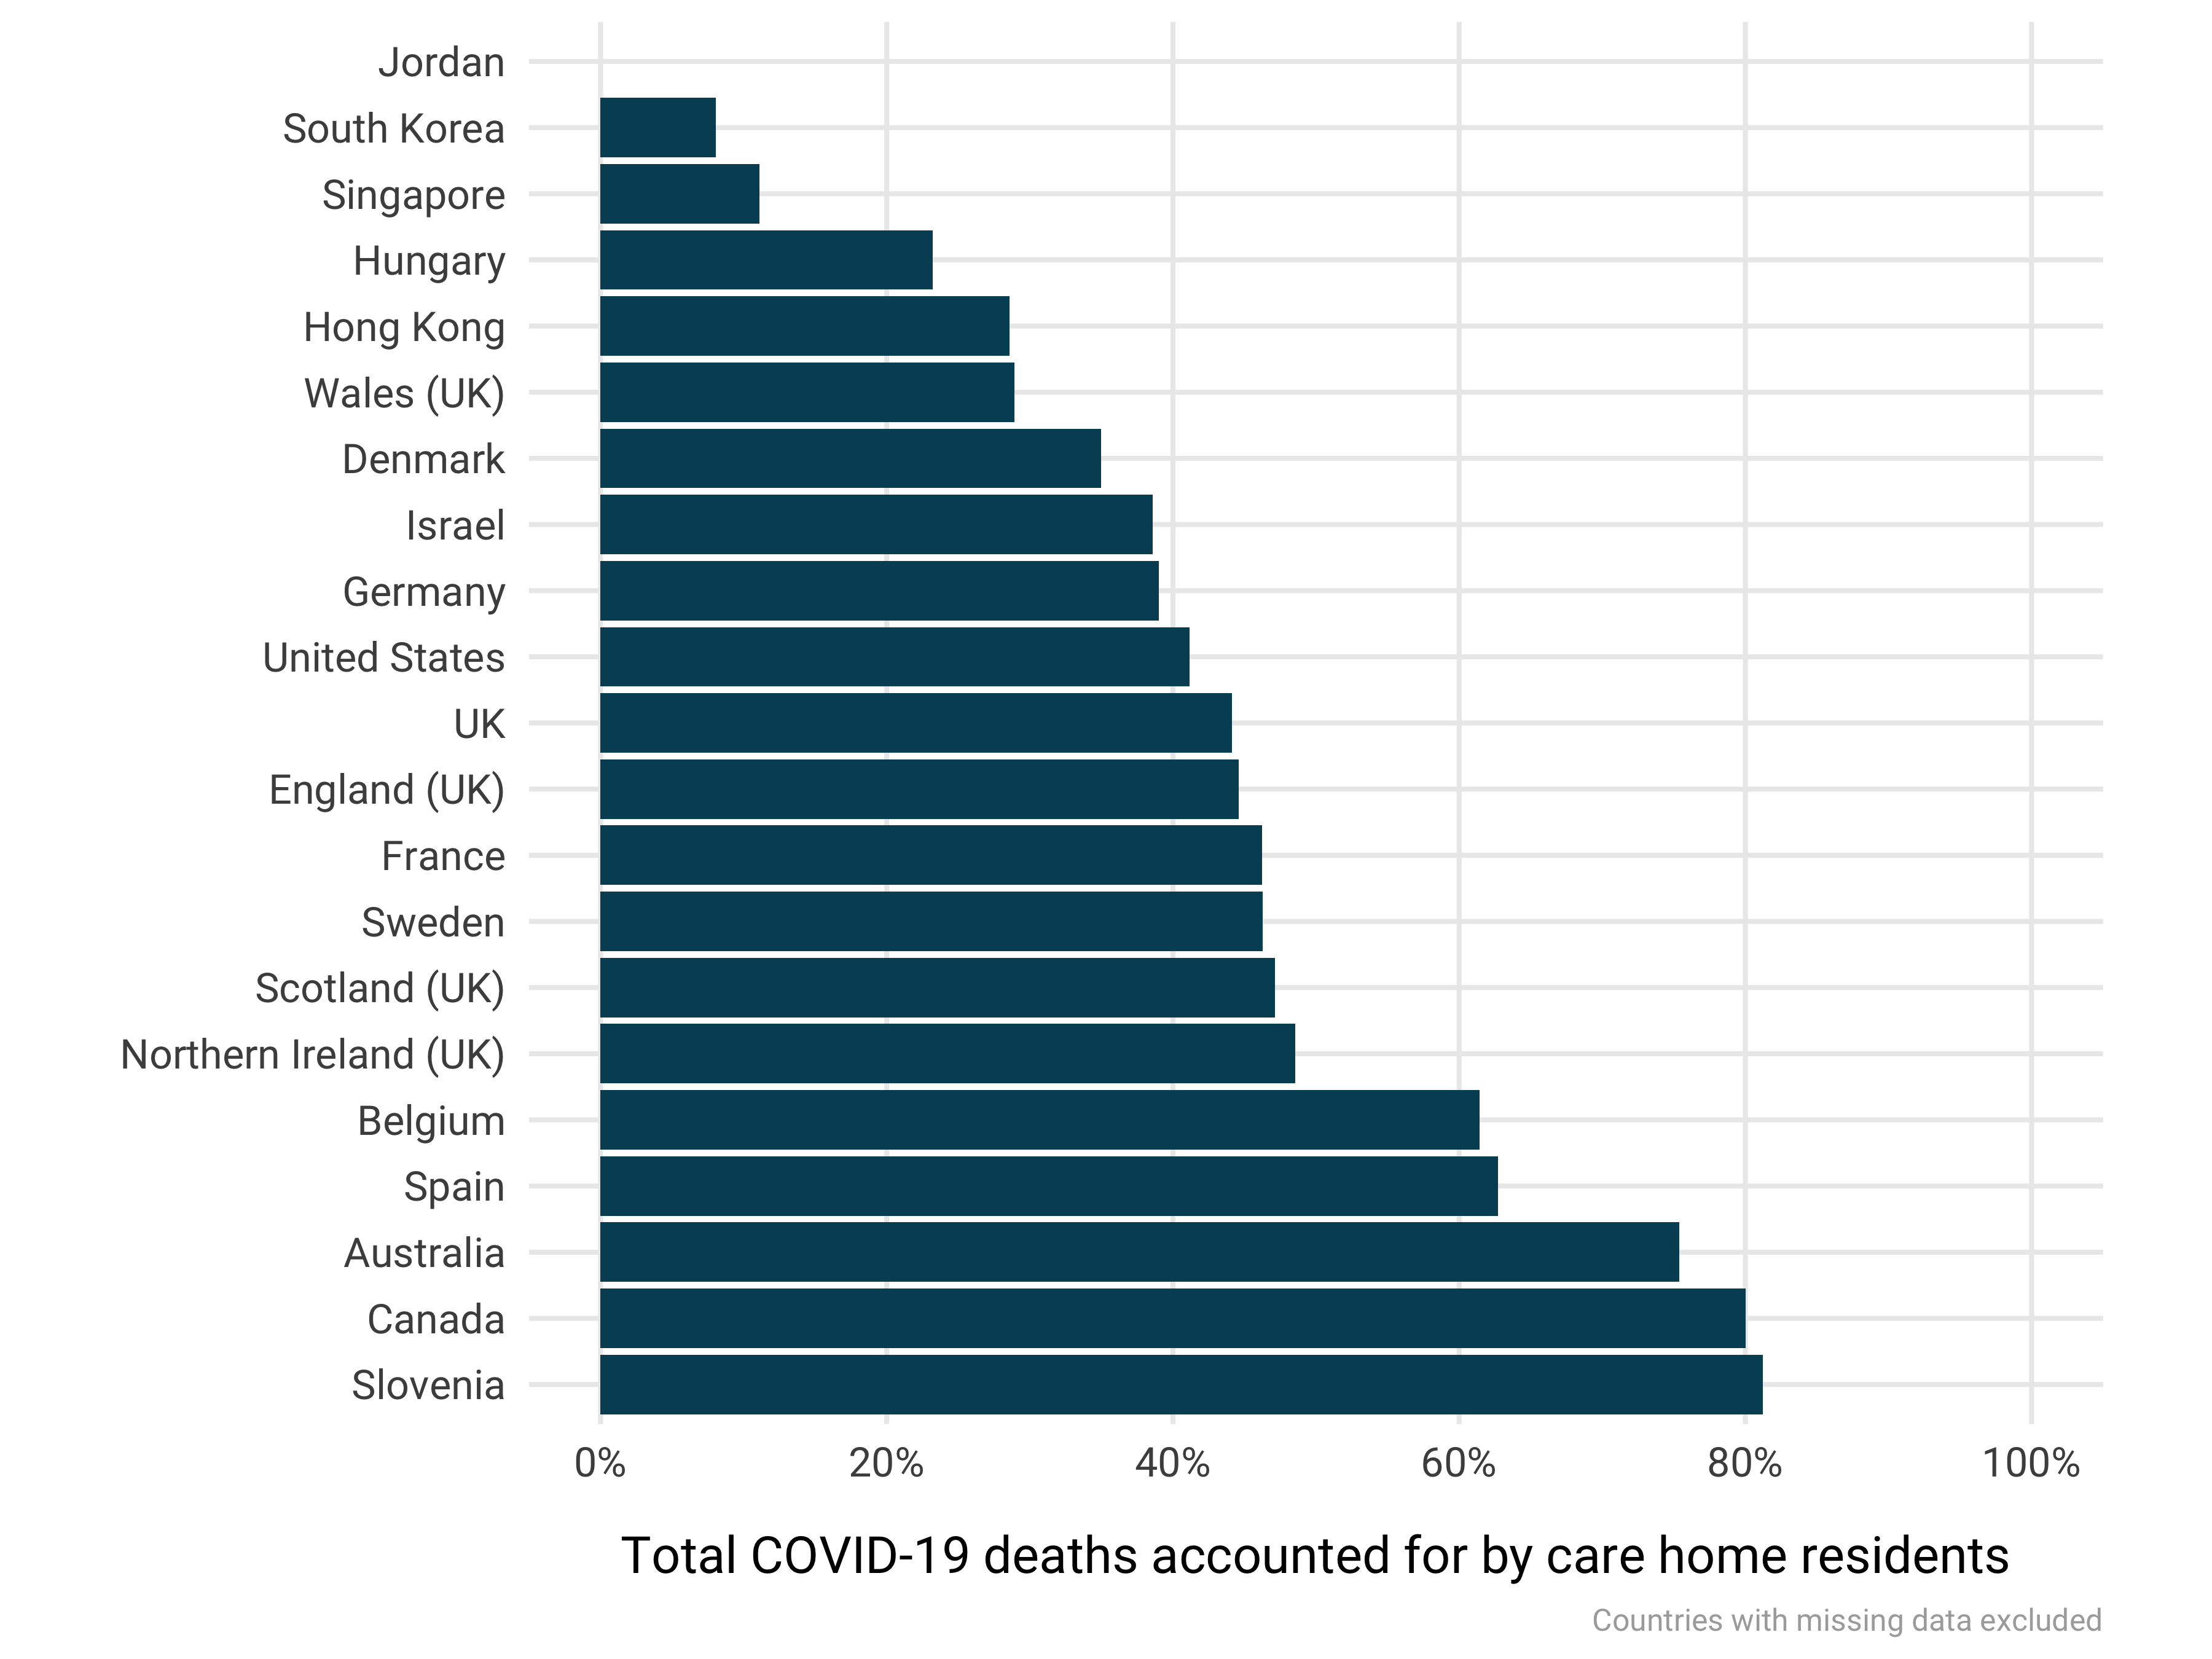 Jordan
South Korea
Singapore
Hungary
Hong Kong
Wales (UK)
Denmark
Israel
Germany
United States
UK
England (UK)
France
Sweden
Scotland (UK)
Northern Ireland (UK)
Belgium
Spain
Australia
Canada
Slovenia
0% 20% 40% 60% 80% 100%
Total COVID-19 deaths accounted for by care home residents
Countries with missing data excluded